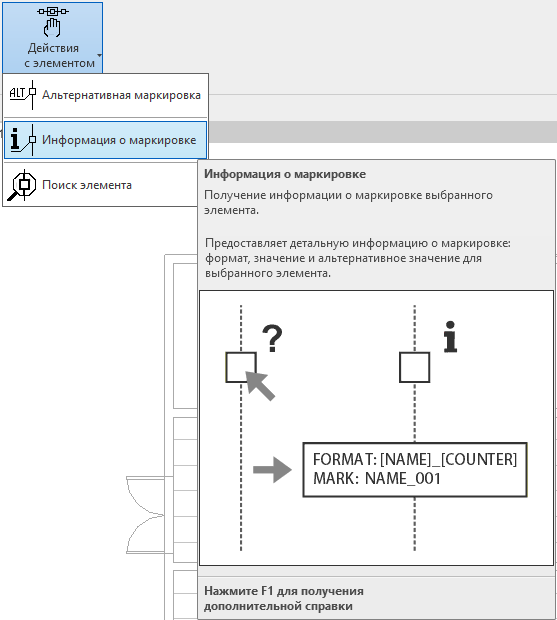 Действия
с элементом
ALT
Альтернативная маркировка
Информация о маркировке
Поиск элемента
Информация о маркировке
Получение информации о маркировке выбранного
элемента.
Предоставляет детальную информацию о маркировке:
формат, значение и альтернативное значение для
выбранного элемента.
?
i
FORMAT: [NAME]_[COUNTER]
MARK: NAME_001
Нажмите F1 для получения
дополнительной справки